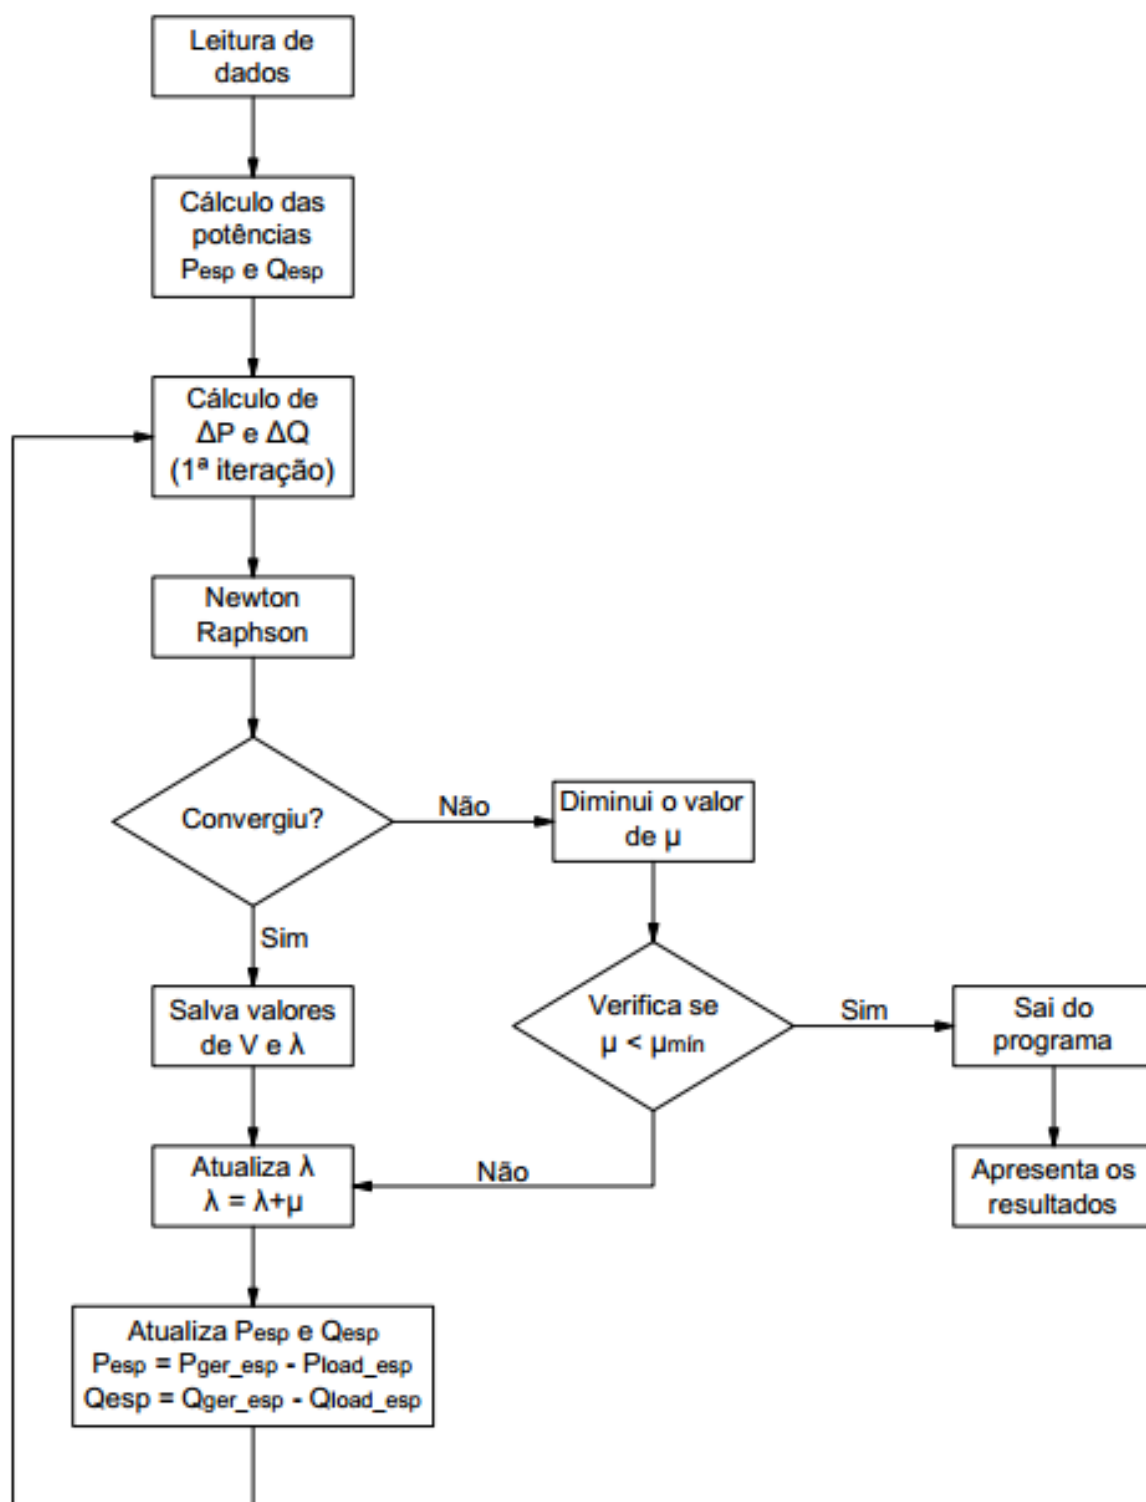 Leitura de
dados
Cálculo das
potências
Pesp e Qesp
Cálculo de
ΔP e ΔQ
(1ª iteração)
Newton
Raphson
Convergiu?
Não
Diminui o valor
de µ
Sim
Verifica se
µ < µmín
Sim
Sai do
programa
Salva valores
de V e λ
Não
Atualiza λ
λ = λ+µ
Apresenta os
resultados
Atualiza Pesp e Qesp
Pesp = Pger_esp - Pload_esp
Qesp = Qger_esp - Qload_esp